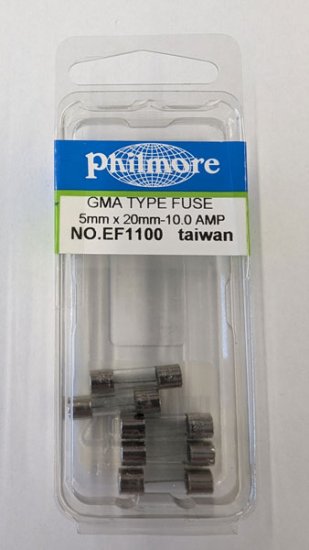 Philmore
GMA TYPE FUSE
5mm x 20mm-10.0 AMP
NO.EF1100 taiwan